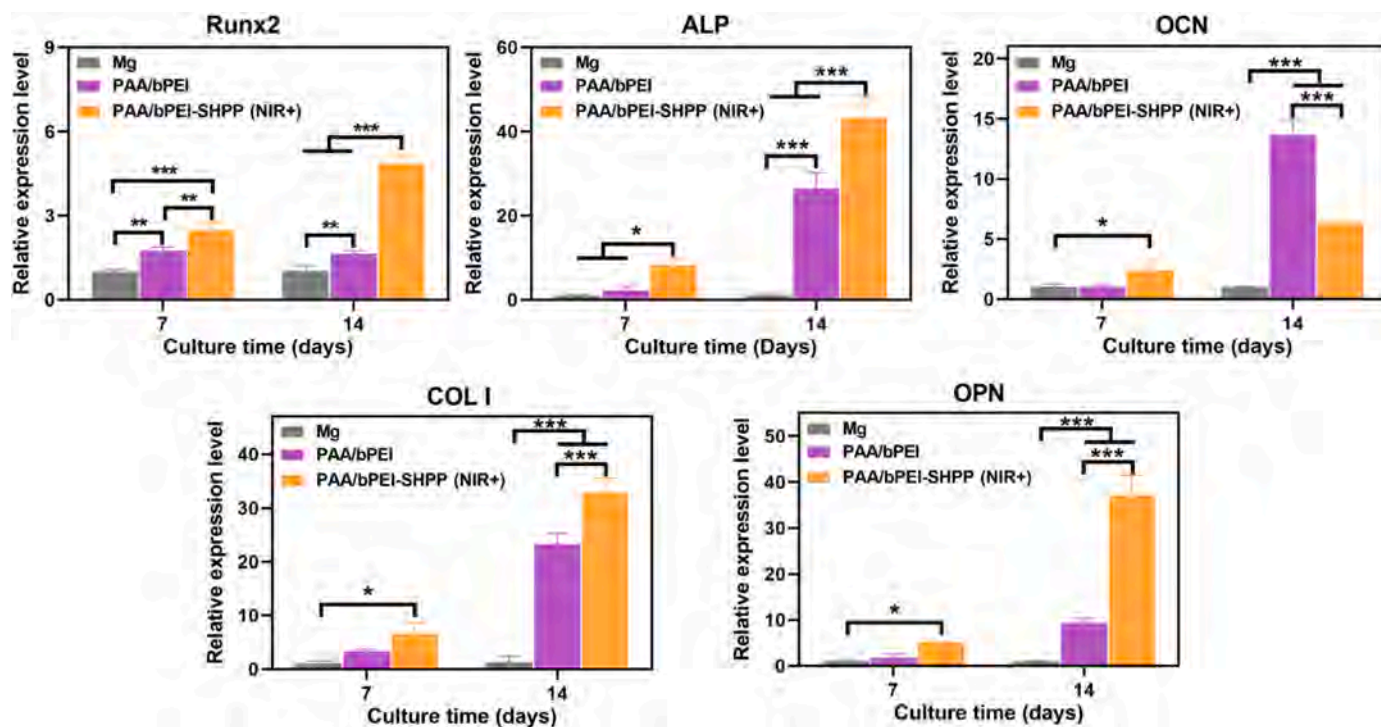 Runx2
Relative expression level
9
6
3
0
Mg
PAA/bPEI
PAA/bPEI-SHPP (NIR+)
***
**
**
***
**
7
14
Culture time (days)
ALP
Relative expression level
60
40
20
0
Mg
PAA/bPEI
PAA/bPEI-SHPP (NIR+)
*
***
***
7
14
Culture time (Days)
OCN
Relative expression level
20
15
10
5
0
Mg
PAA/bPEI
PAA/bPEI-SHPP (NIR+)
*
***
***
7
14
Culture time (days)
COL I
Relative expression level
40
30
20
10
0
Mg
PAA/bPEI
PAA/bPEI-SHPP (NIR+)
*
***
***
7
14
Culture time (days)
OPN
Relative expression level
50
40
30
20
10
0
Mg
PAA/bPEI
PAA/bPEI-SHPP (NIR+)
*
***
***
7
14
Culture time (days)